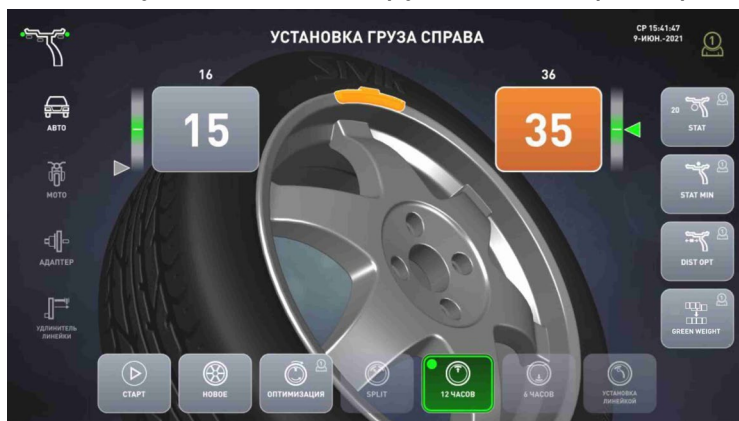 УСТАНОВКА ГРУЗА СПРАВА
СР 15:41:47
9-ИЮН.-2021
1
16
36
15
35
АВТО
МОТО
АДАПТЕР
УДЛИНИТЕЛЬ
ЛИНЕЙКИ
20
STAT
STAT MIN
DIST OPT
GREEN WEIGHT
СТАРТ
НОВОЕ
ОПТИМИЗАЦИЯ
SPLIT
12 ЧАСОВ
6 ЧАСОВ
УСТАНОВКА
ЛИНЕЙКОЙ